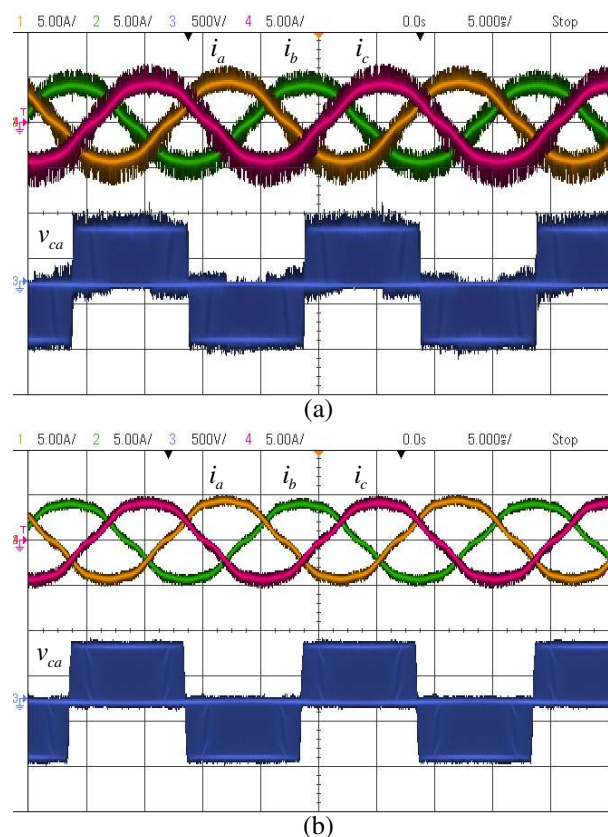 1 5.00A/ 2 5.00A/ 3 500V/ 4 5.00A/ 0.0s 5.000ms/ Stop
i_a i_b i_c
v_ca
3
(a)
1 5.00A/ 2 5.00A/ 3 500V/ 4 5.00A/ 0.0s 5.000ms/ Stop
i_a i_b i_c
v_ca
3
(b)